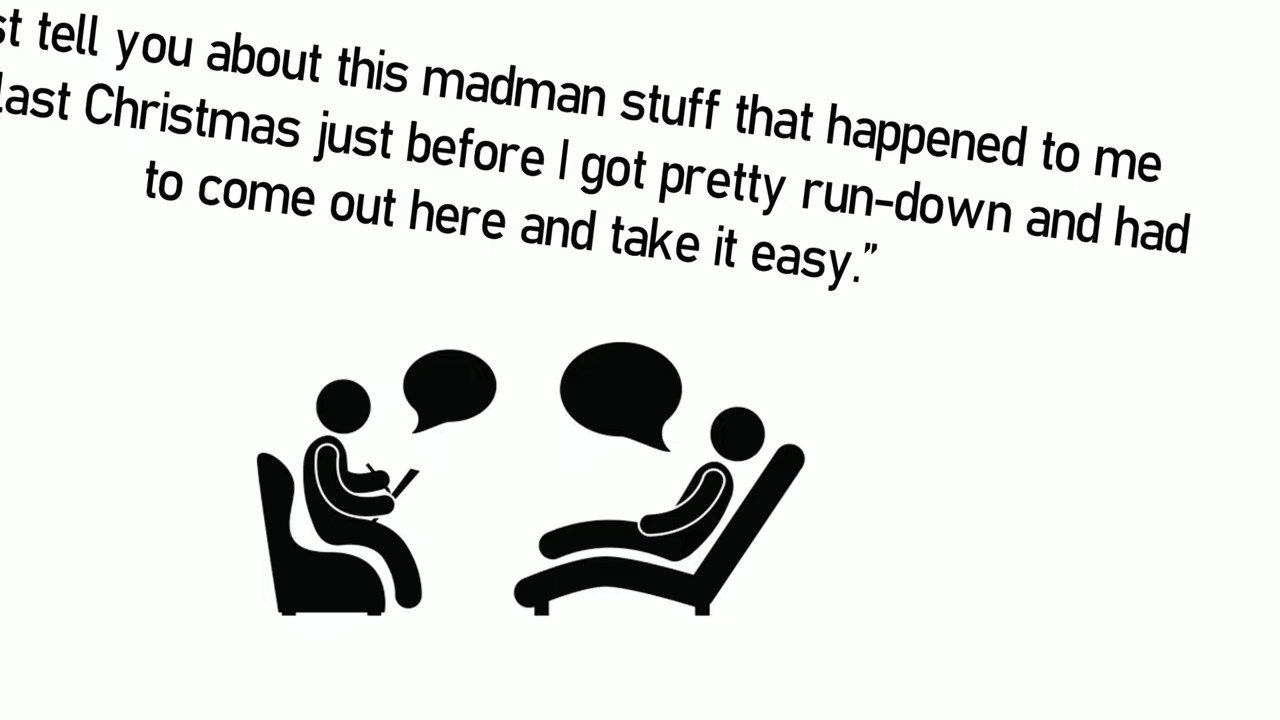 tell you about this madman stuff that happened to me
last Christmas just before I got pretty run-down and had
to come out here and take it easy.”